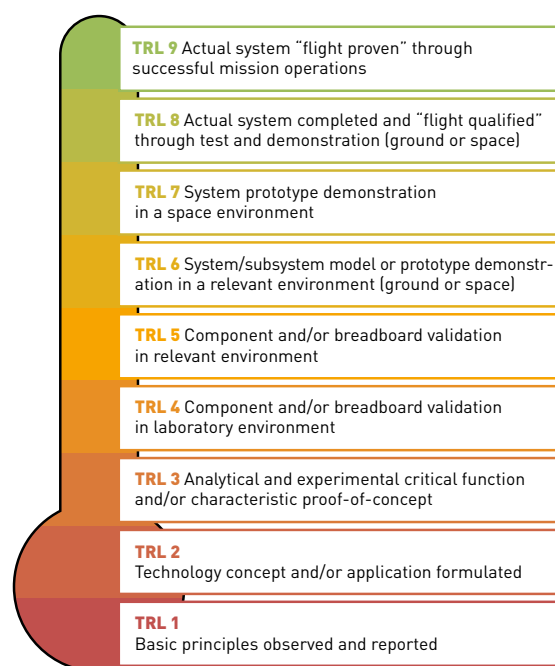 TRL 9 Actual system “flight proven” through
successful mission operations
TRL 8 Actual system completed and “flight qualified”
through test and demonstration (ground or space)
TRL 7 System prototype demonstration
in a space environment
TRL 6 System/subsystem model or prototype demonstr-
ation in a relevant environment (ground or space)
TRL 5 Component and/or breadboard validation
in relevant environment
TRL 4 Component and/or breadboard validation
in laboratory environment
TRL 3 Analytical and experimental critical function
and/or characteristic proof-of-concept
TRL 2
Technology concept and/or application formulated
TRL 1
Basic principles observed and reported